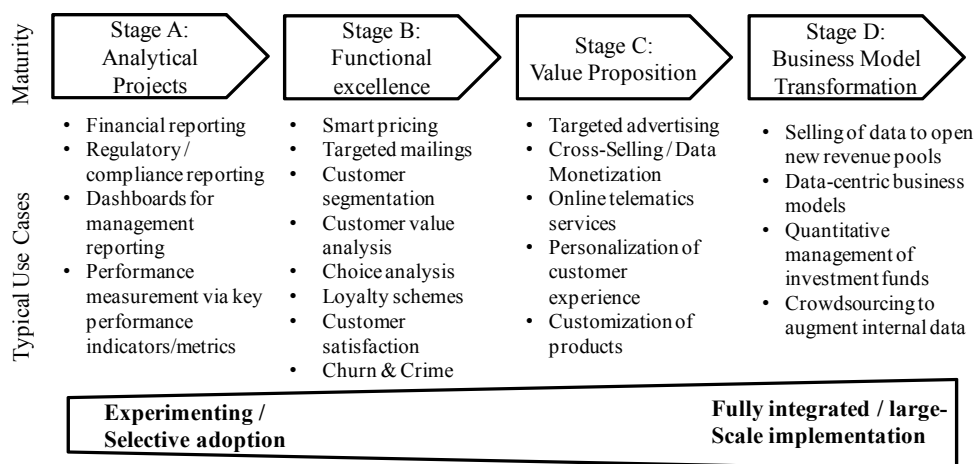 Maturity
Stage A:
Analytical
Projects
Stage B:
Functional
excellence
Stage C:
Value Proposition
Stage D:
Business Model
Transformation
Typical Use Cases
• Financial reporting
• Regulatory /
compliance reporting
• Dashboards for
management
reporting
• Performance
measurement via key
performance
indicators/metrics
• Smart pricing
• Targeted mailings
• Customer
segmentation
• Customer value
analysis
• Choice analysis
• Loyalty schemes
• Customer
satisfaction
• Churn & Crime
• Targeted advertising
• Cross-Selling / Data
Monetization
• Online telematics
services
• Personalization of
customer
experience
• Customization of
products
• Selling of data to open
new revenue pools
• Data-centric business
models
• Quantitative
management of
investment funds
• Crowdsourcing to
augment internal data
Experimenting /
Selective adoption
Fully integrated / large-
Scale implementation